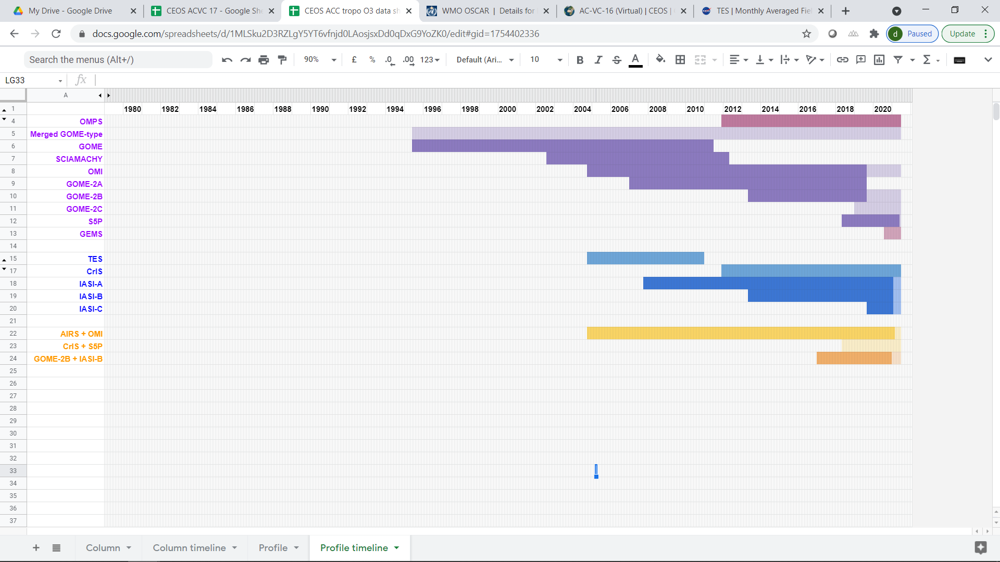 My Drive - Google Drive
CEOS ACVC 17 - Google She
CEOS ACC tropo O3 data sh
WMO OSCAR | Details for
AC-VC-16 (Virtual) | CEOS |
TES | Monthly Averaged Fie
docs.google.com/spreadsheets/d/1MLSku2D3RZLgY5YT6vfnjd0LAosjsxDd0qDxG9YoZK0/edit#gid=1754402336
d Paused
Update
Search the menus (Alt+/)
90%
£ % .0 .00 123
Default (Ari...
10
B I S A
LG33
fx
A
1 1980 1982 1984 1986 1988 1990 1992 1994 1996 1998 2000 2002 2004 2006 2008 2010 2012 2014 2016 2018 2020
4 OMPS
5 Merged GOME-type
6 GOME
7 SCIAMACHY
8 OMI
9 GOME-2A
10 GOME-2B
11 GOME-2C
12 S5P
13 GEMS
14
15 TES
17 CrIS
18 IASI-A
19 IASI-B
20 IASI-C
21
22 AIRS + OMI
23 CrIS + S5P
24 GOME-2B + IASI-B
25
26
27
28
29
30
31
32
33
34
35
36
37
Column
Column timeline
Profile
Profile timeline